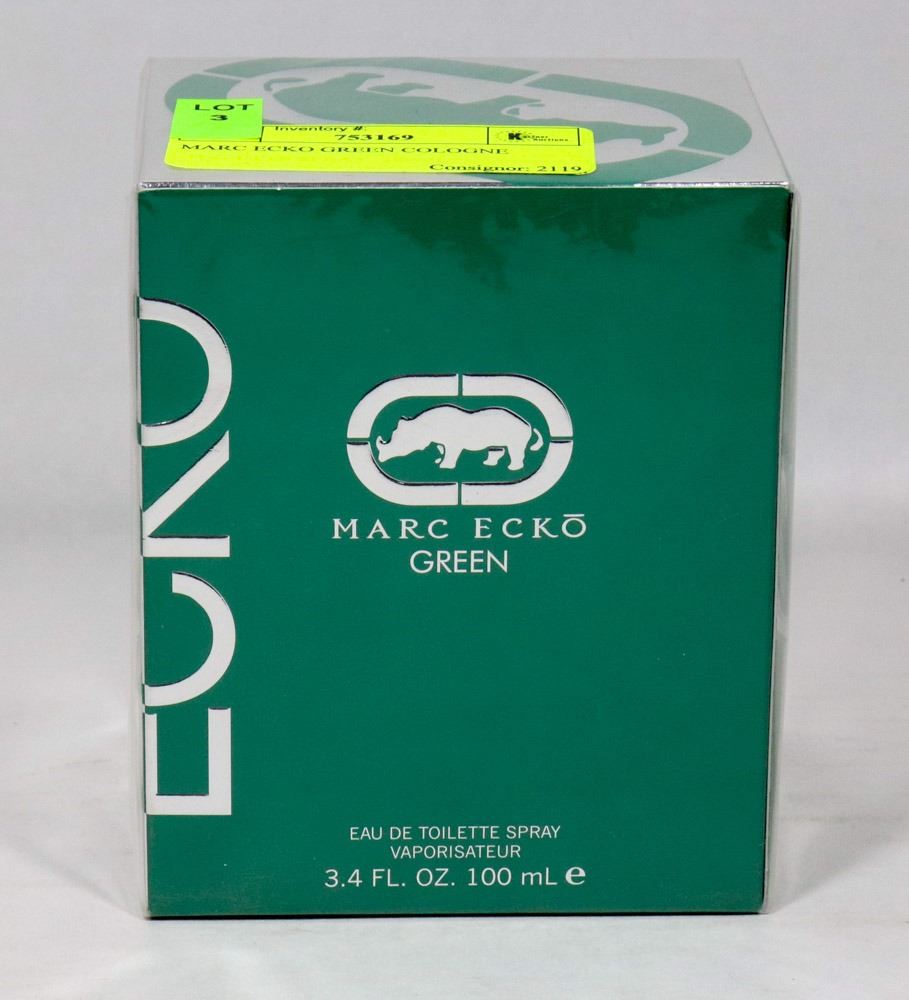 LOT
3
Inventory #:
753169
MARC ECKO GREEN COLOGNE
Consignor: 2119
ECKO
MARC ECKŌ
GREEN
EAU DE TOILETTE SPRAY
VAPORISATEUR
3.4 FL. OZ. 100 mL e